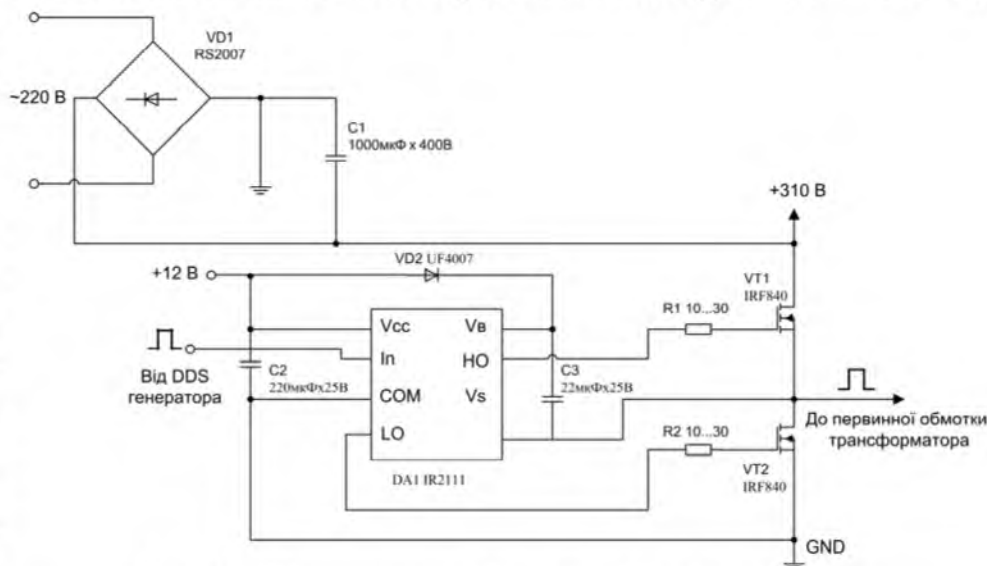 VD1
RS2007
~220 В
C1
1000мкФ x 400В
+310 В
+12 В
VD2 UF4007
VT1
IRF840
R1 10...30
Vcc
Vв
In
HO
Від DDS
генератора
C2
220мкФx25В
COM
Vs
C3
22мкФx25В
LO
До первинної обмотки
трансформатора
R2 10...30
VT2
IRF840
DA1 IR2111
GND